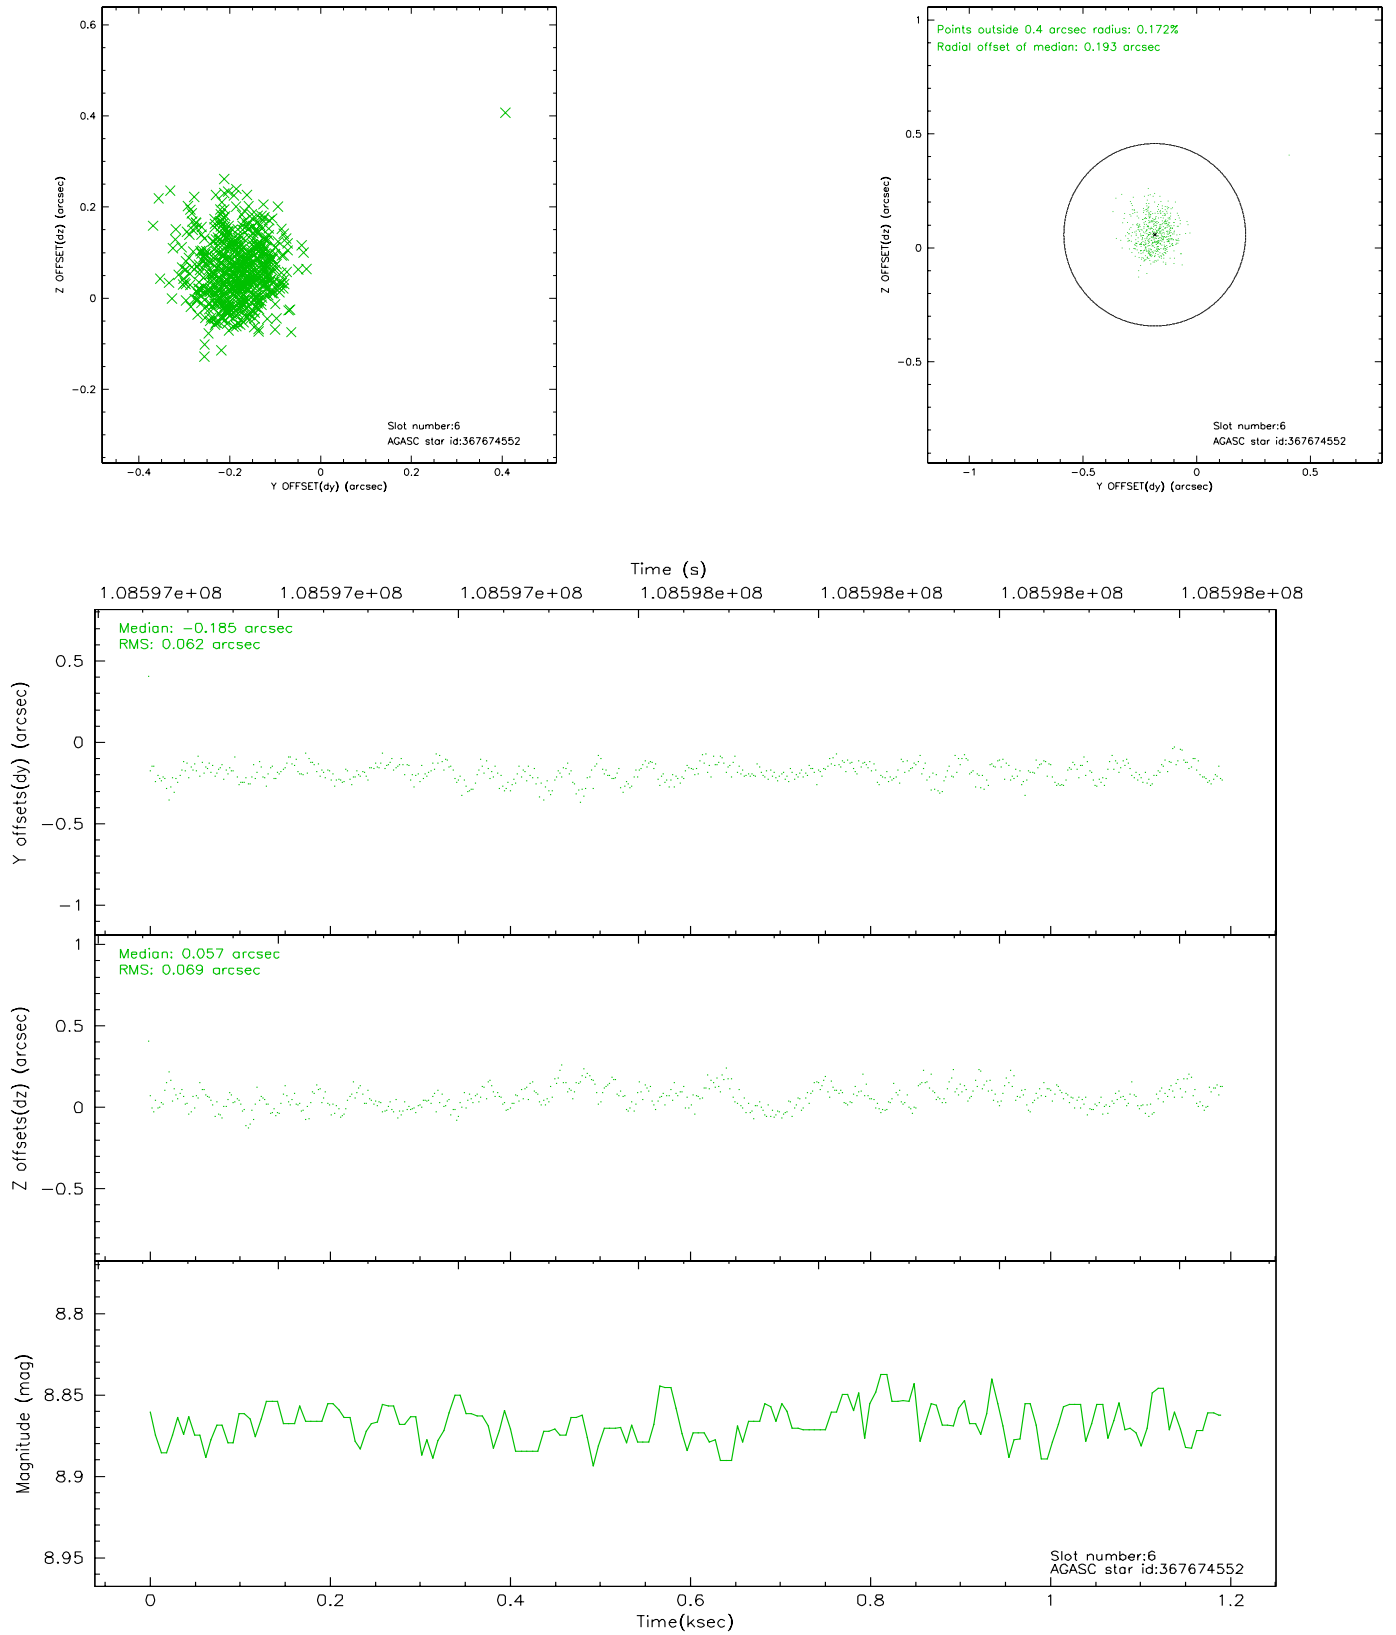 0.6
0.4
0.2
0
−0.2
Z OFFSET(dz) (arcsec)
Slot number:6
AGASC star id:367674552
−0.4 −0.2 0 0.2 0.4
Y OFFSET(dy) (arcsec)
Points outside 0.4 arcsec radius: 0.172%
Radial offset of median: 0.193 arcsec
1
0.5
0
−0.5
Z OFFSET(dz) (arcsec)
Slot number:6
AGASC star id:367674552
−1 −0.5 0 0.5
Y OFFSET(dy) (arcsec)
Time (s)
1.08597e+08 1.08597e+08 1.08597e+08 1.08598e+08 1.08598e+08 1.08598e+08 1.08598e+08
Median: −0.185 arcsec
RMS: 0.062 arcsec
0.5
0
−0.5
−1
Y offsets(dy) (arcsec)
Median: 0.057 arcsec
RMS: 0.069 arcsec
1
0.5
0
−0.5
Z offsets(dz) (arcsec)
8.8
8.85
8.9
8.95
Magnitude (mag)
Slot number:6
AGASC star id:367674552
0 0.2 0.4 0.6 0.8 1 1.2
Time(ksec)